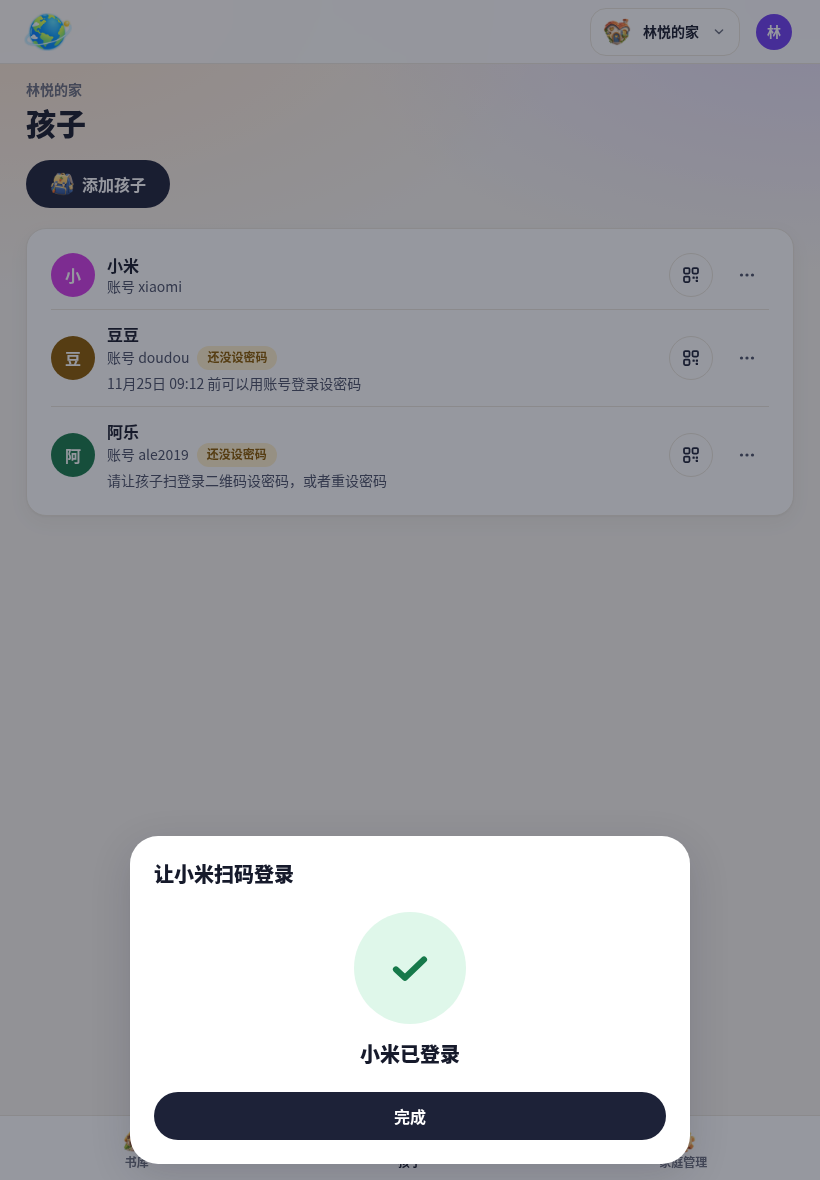 林悦的家
林
林悦的家
孩子
添加孩子
小
小米
账号 xiaomi
豆
豆豆
账号 doudou 还没设密码
11月25日 09:12 前可以用账号登录设密码
阿
阿乐
账号 ale2019 还没设密码
请让孩子扫登录二维码设密码，或者重设密码
让小米扫码登录
小米已登录
完成
书库
孩子
家庭管理